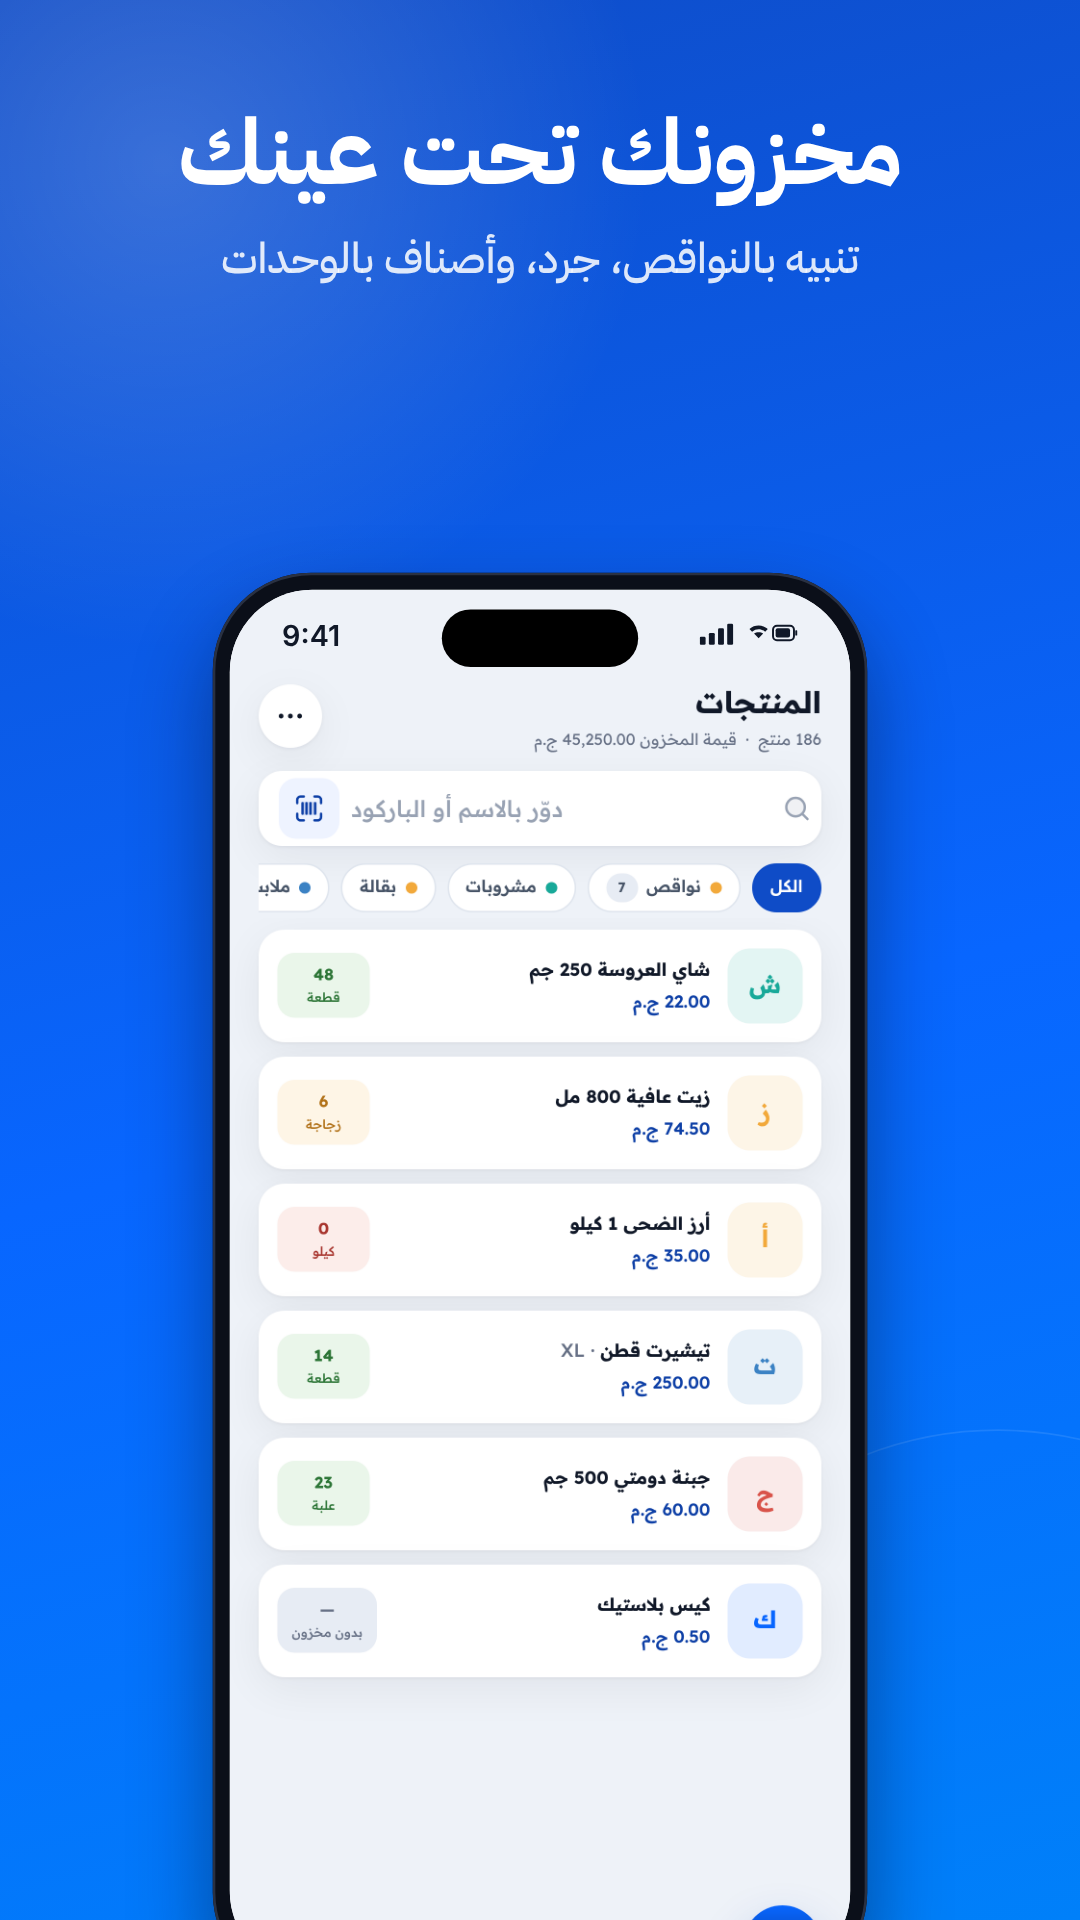 مخزونك تحت عينك
تنبيه بالنواقص، جرد، وأصناف بالوحدات
9:41
المنتجات
186 منتج · قيمة المخزون 45,250.00 ج.م
دوّر بالاسم أو الباركود
الكل
نواقص 7
مشروبات
بقالة
ش
شاي العروسة 250 جم
22.00 ج.م
48
قطعة
ز
زيت عافية 800 مل
74.50 ج.م
6
زجاجة
أ
أرز الضحى 1 كيلو
35.00 ج.م
0
كيلو
ت
تيشيرت قطن · XL
250.00 ج.م
14
قطعة
ج
جبنة دومتي 500 جم
60.00 ج.م
23
علبة
ك
كيس بلاستيك
0.50 ج.م
—
بدون مخزون